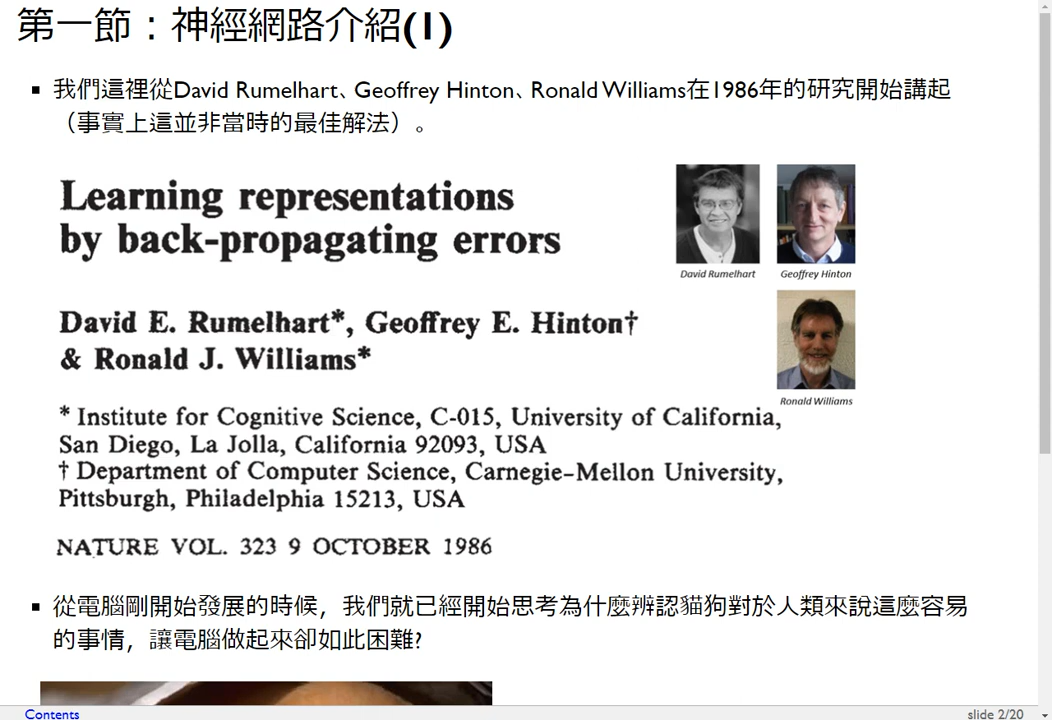 第一節：神經網路介紹(1)
我們這裡從David Rumelhart、Geoffrey Hinton、Ronald Williams在1986年的研究開始講起
（事實上這並非當時的最佳解法）。
Learning representations
by back-propagating errors
David E. Rumelhart*, Geoffrey E. Hinton†
& Ronald J. Williams*
* Institute for Cognitive Science, C-015, University of California,
San Diego, La Jolla, California 92093, USA
† Department of Computer Science, Carnegie-Mellon University,
Pittsburgh, Philadelphia 15213, USA
NATURE VOL. 323 9 OCTOBER 1986
David Rumelhart
Geoffrey Hinton
Ronald Williams
從電腦剛開始發展的時候，我們就已經開始思考為什麼辨認貓狗對於人類來說這麼容易
的事情，讓電腦做起來卻如此困難?
Contents
slide 2/20